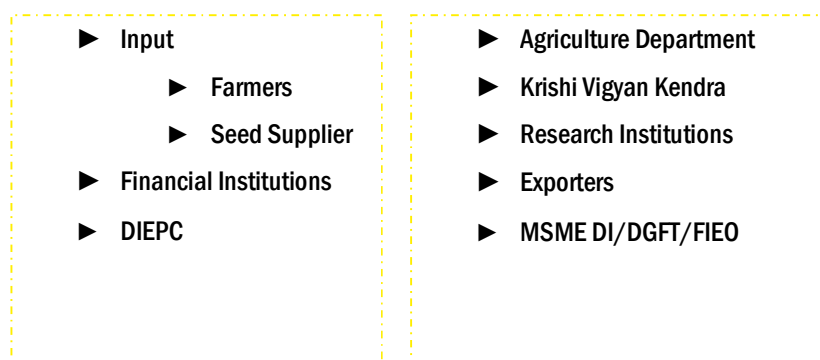 ► Input
► Farmers
► Seed Supplier
► Financial Institutions
► DIEPC
► Agriculture Department
► Krishi Vigyan Kendra
► Research Institutions
► Exporters
► MSME DI/DGFT/FIEO